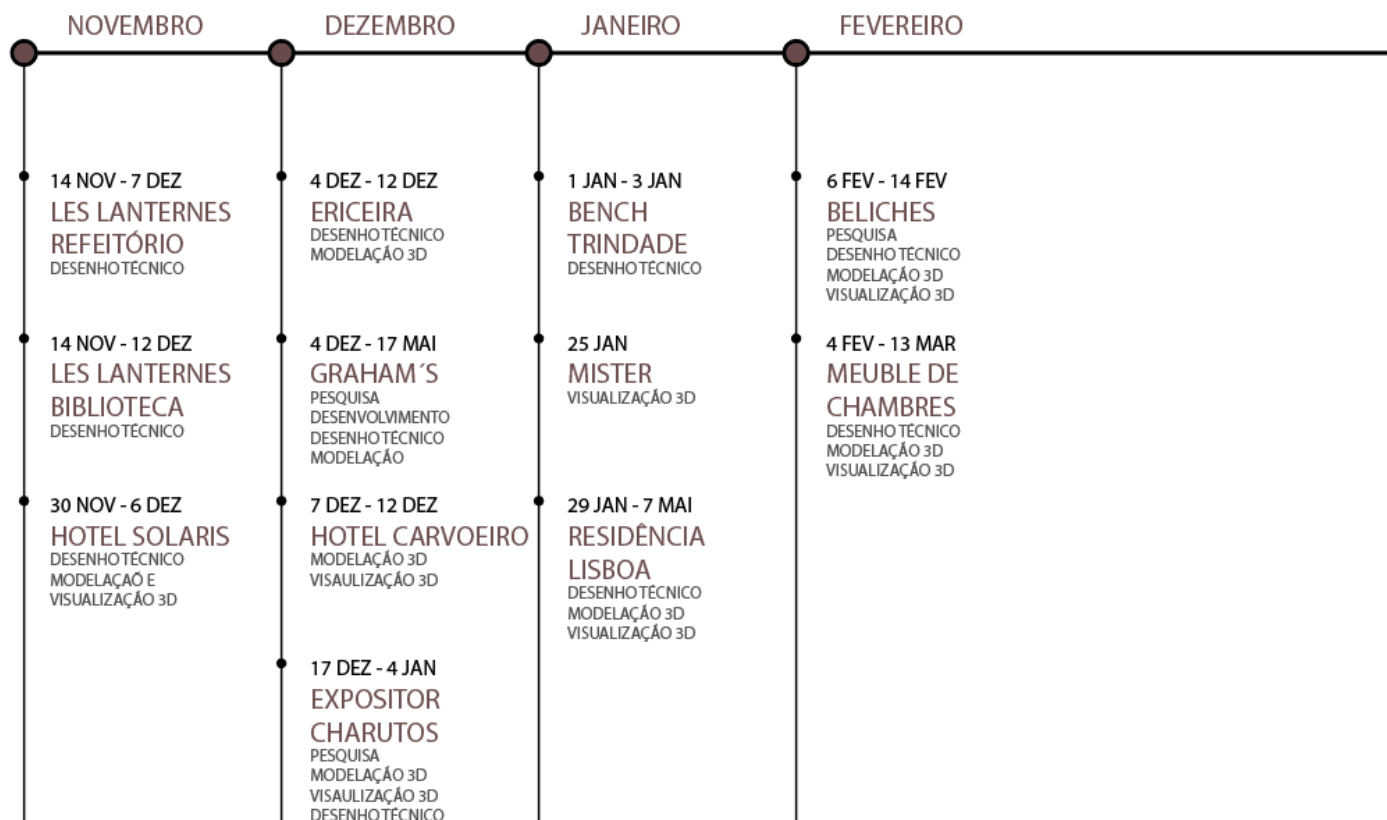 NOVEMBRO
DEZEMBRO
JANEIRO
FEVEREIRO
14 NOV - 7 DEZ
LES LANTERNES
REFEITÓRIO
DESENHO TÉCNICO
14 NOV - 12 DEZ
LES LANTERNES
BIBLIOTECA
DESENHO TÉCNICO
30 NOV - 6 DEZ
HOTEL SOLARIS
DESENHO TÉCNICO
MODELAÇAÕ E
VISUALIZAÇÃO 3D
4 DEZ - 12 DEZ
ERICEIRA
DESENHO TÉCNICO
MODELAÇÃO 3D
4 DEZ - 17 MAI
GRAHAM´S
PESQUISA
DESENVOLVIMENTO
DESENHO TÉCNICO
MODELAÇÃO
7 DEZ - 12 DEZ
HOTEL CARVOEIRO
MODELAÇÃO 3D
VISAULIZAÇÃO 3D
17 DEZ - 4 JAN
EXPOSITOR
CHARUTOS
PESQUISA
MODELAÇÃO 3D
VISAULIZAÇÃO 3D
DESENHO TÉCNICO
1 JAN - 3 JAN
BENCH
TRINDADE
DESENHO TÉCNICO
25 JAN
MISTER
VISUALIZAÇÃO 3D
29 JAN - 7 MAI
RESIDÊNCIA
LISBOA
DESENHO TÉCNICO
MODELAÇÃO 3D
VISUALIZAÇÃO 3D
6 FEV - 14 FEV
BELICHES
PESQUISA
DESENHO TÉCNICO
MODELAÇÃO 3D
VISUALIZAÇÃO 3D
4 FEV - 13 MAR
MEUBLE DE
CHAMBRES
DESENHO TÉCNICO
MODELAÇÃO 3D
VISUALIZAÇÃO 3D